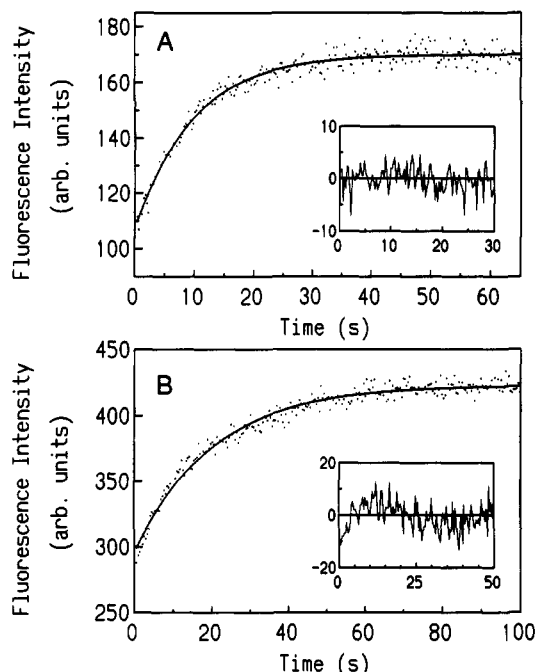 A
Fluorescence Intensity
(arb. units)
180
160
140
120
100
10
0
-10
0 10 20 30
0 10 20 30 40 50 60
Time (s)
B
Fluorescence Intensity
(arb. units)
450
400
350
300
250
20
0
-20
0 25 50
0 20 40 60 80 100
Time (s)